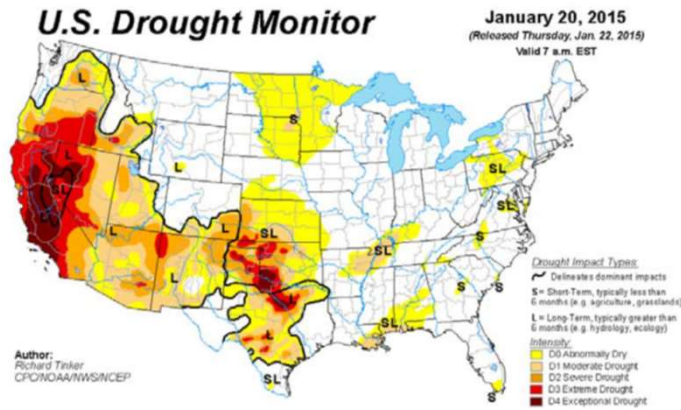 U.S. Drought Monitor
January 20, 2015
(Released Thursday, Jan. 22, 2015)
Valid 7 a.m. EST
L
S
L
L
L
SL
S
SL
SL
SL
S
L
L
L
S
S
L
L
SL
SL
S
Drought Impact Types:
Delineates dominant impacts
S = Short-Term, typically less than
6 months (e.g. agriculture, grasslands)
L = Long-Term, typically greater than
6 months (e.g. hydrology, ecology)
Intensity:
D0 Abnormally Dry
D1 Moderate Drought
D2 Severe Drought
D3 Extreme Drought
D4 Exceptional Drought
Author:
Richard Tinker
CPC/NOAA/NWS/NCEP